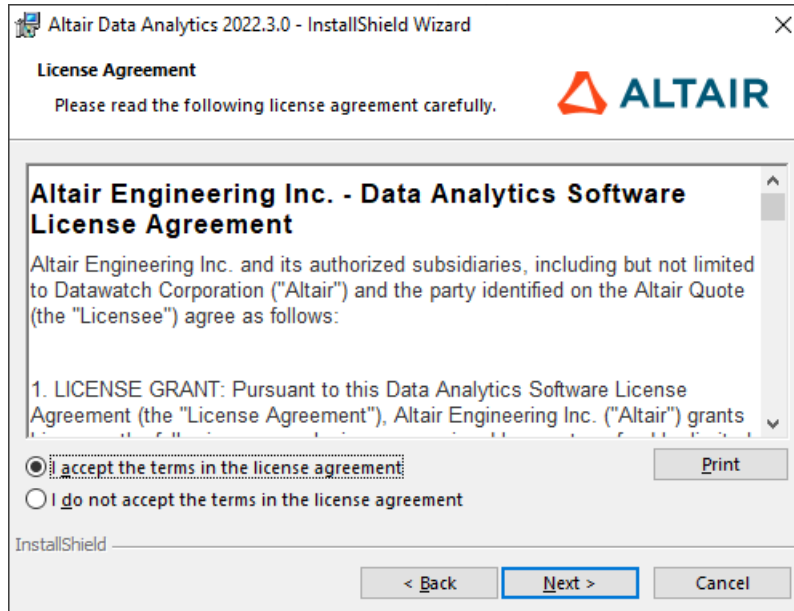 Altair Data Analytics 2022.3.0 - InstallShield Wizard
License Agreement
Please read the following license agreement carefully.
ALTAIR
Altair Engineering Inc. - Data Analytics Software
License Agreement
Altair Engineering Inc. and its authorized subsidiaries, including but not limited
to Datawatch Corporation ("Altair") and the party identified on the Altair Quote
(the "Licensee") agree as follows:
1. LICENSE GRANT: Pursuant to this Data Analytics Software License
Agreement (the "License Agreement"), Altair Engineering Inc. ("Altair") grants
I accept the terms in the license agreement
Print
I do not accept the terms in the license agreement
InstallShield
< Back
Next >
Cancel